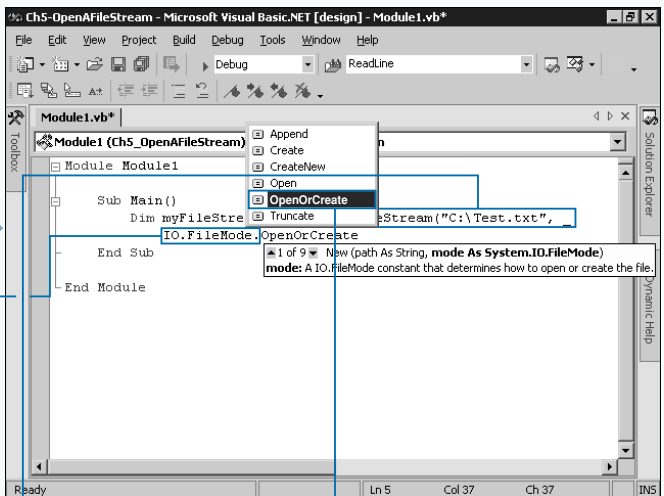 Ch5-OpenAFileStream - Microsoft Visual Basic.NET [design] - Module1.vb*
File Edit View Project Build Debug Tools Window Help
Debug ReadLine
Module1.vb*
Toolbox
Module1 (Ch5_OpenAFileStream)
Append
Create
CreateNew
Open
OpenOrCreate
Truncate
Module Module1
Sub Main()
Dim myFileStre leStream("C:\Test.txt", _
IO.FileMode.OpenOrCreate
1 of 9 New (path As String, mode As System.IO.FileMode)
mode: A IO.FileMode constant that determines how to open or create the file.
End Sub
End Module
Solution Explorer
Dynamic Help
Ready Ln 5 Col 37 Ch 37 INS